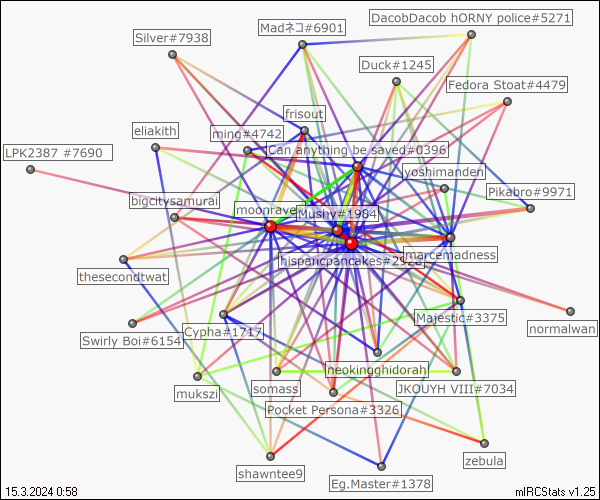 DacobDacob hORNY police#5271
Madネコ#6901
Silver#7938
Duck#1245
Fedora Stoat#4479
frisout
eliakith
ming#4742
Can anything be saved#0396
LPK2387 #7690
yoshimanden
Pikabro#9971
bigcitysamurai
moonrave
Mushy#1984
marcemadness
hispanicpancakes#292
thesecondtwat
Majestic#3375
normalwan
Cypha#1717
Swirly Boi#6154
neokingghidorah
mukszi
somass
JKOUYH VIII#7034
Pocket Persona#3326
zebula
shawntee9
Eg.Master#1378
15.3.2024 0:58
mIRCStats v1.25